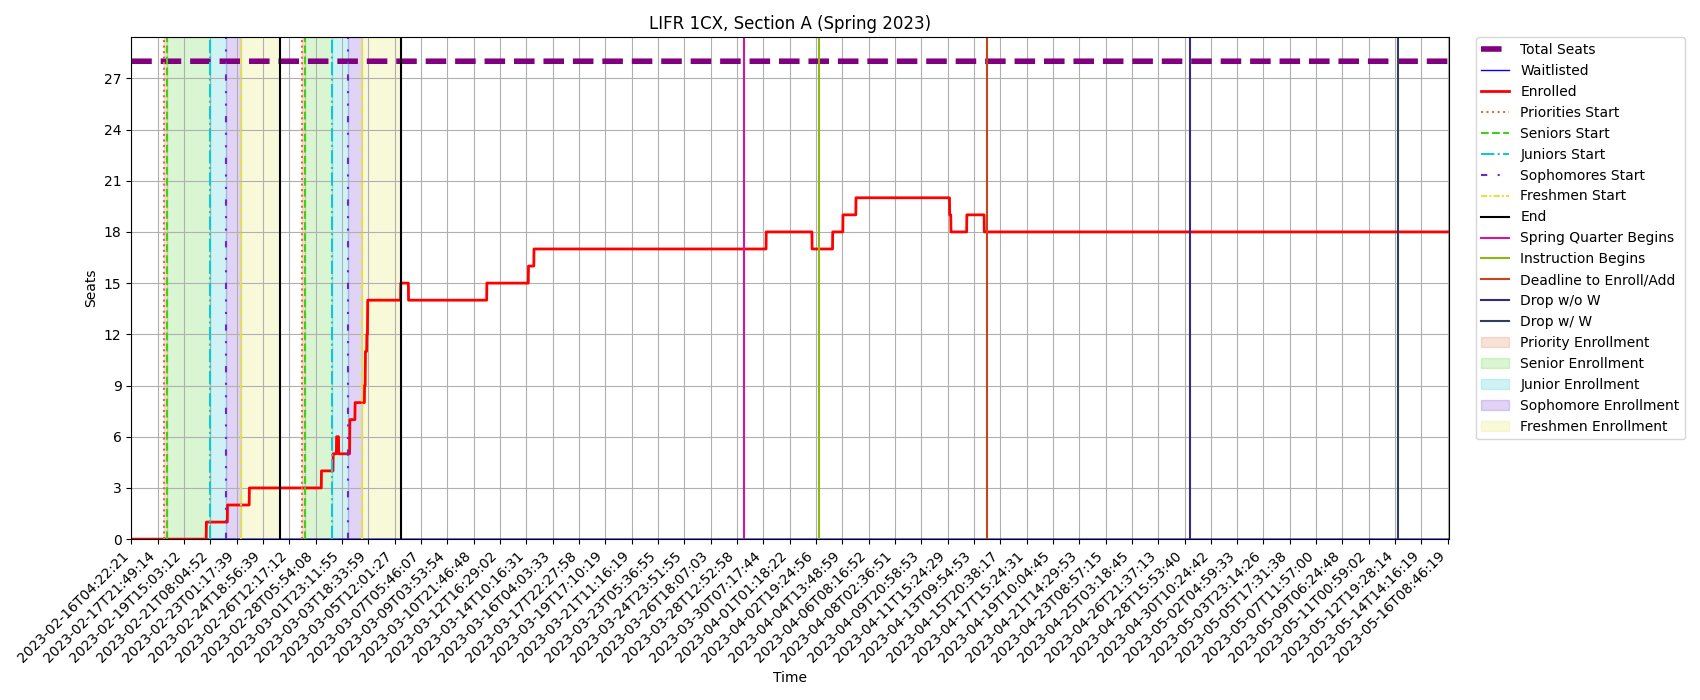 LIFR 1CX, Section A (Spring 2023)
Seats
27
24
21
18
15
12
9
6
3
0
2023-02-16T04:22:21
2023-02-17T21:49:14
2023-02-19T15:03:12
2023-02-21T08:04:52
2023-02-23T01:17:39
2023-02-24T18:56:39
2023-02-26T12:17:12
2023-02-28T05:54:08
2023-03-01T23:11:55
2023-03-03T18:33:59
2023-03-05T12:01:27
2023-03-07T05:46:07
2023-03-09T03:53:54
2023-03-10T21:46:48
2023-03-12T16:29:02
2023-03-14T10:16:31
2023-03-16T04:03:33
2023-03-17T22:27:58
2023-03-19T17:10:19
2023-03-21T11:16:19
2023-03-23T05:36:55
2023-03-24T23:51:55
2023-03-26T18:07:03
2023-03-28T12:52:58
2023-03-30T07:17:44
2023-04-01T01:18:22
2023-04-02T19:24:56
2023-04-04T13:48:59
2023-04-06T08:16:52
2023-04-08T02:36:51
2023-04-09T20:58:53
2023-04-11T15:24:29
2023-04-13T09:54:53
2023-04-15T20:38:17
2023-04-17T15:24:31
2023-04-19T10:04:45
2023-04-21T14:29:53
2023-04-23T08:57:15
2023-04-25T03:18:45
2023-04-26T21:37:13
2023-04-28T15:53:40
2023-04-30T10:24:42
2023-05-02T04:59:33
2023-05-03T23:14:26
2023-05-05T17:31:38
2023-05-07T11:57:00
2023-05-09T06:24:48
2023-05-11T00:59:02
2023-05-12T19:28:14
2023-05-14T14:16:19
2023-05-16T08:46:19
Time
Total Seats
Waitlisted
Enrolled
Priorities Start
Seniors Start
Juniors Start
Sophomores Start
Freshmen Start
End
Spring Quarter Begins
Instruction Begins
Deadline to Enroll/Add
Drop w/o W
Drop w/ W
Priority Enrollment
Senior Enrollment
Junior Enrollment
Sophomore Enrollment
Freshmen Enrollment